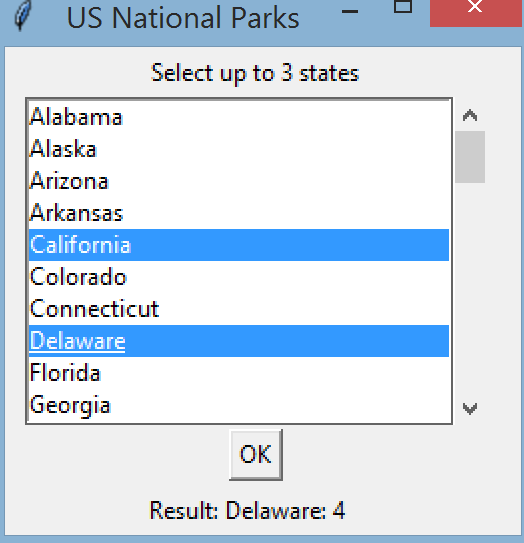 US National Parks
Select up to 3 states
Alabama
Alaska
Arizona
Arkansas
California
Colorado
Connecticut
Delaware
Florida
Georgia
OK
Result: Delaware: 4